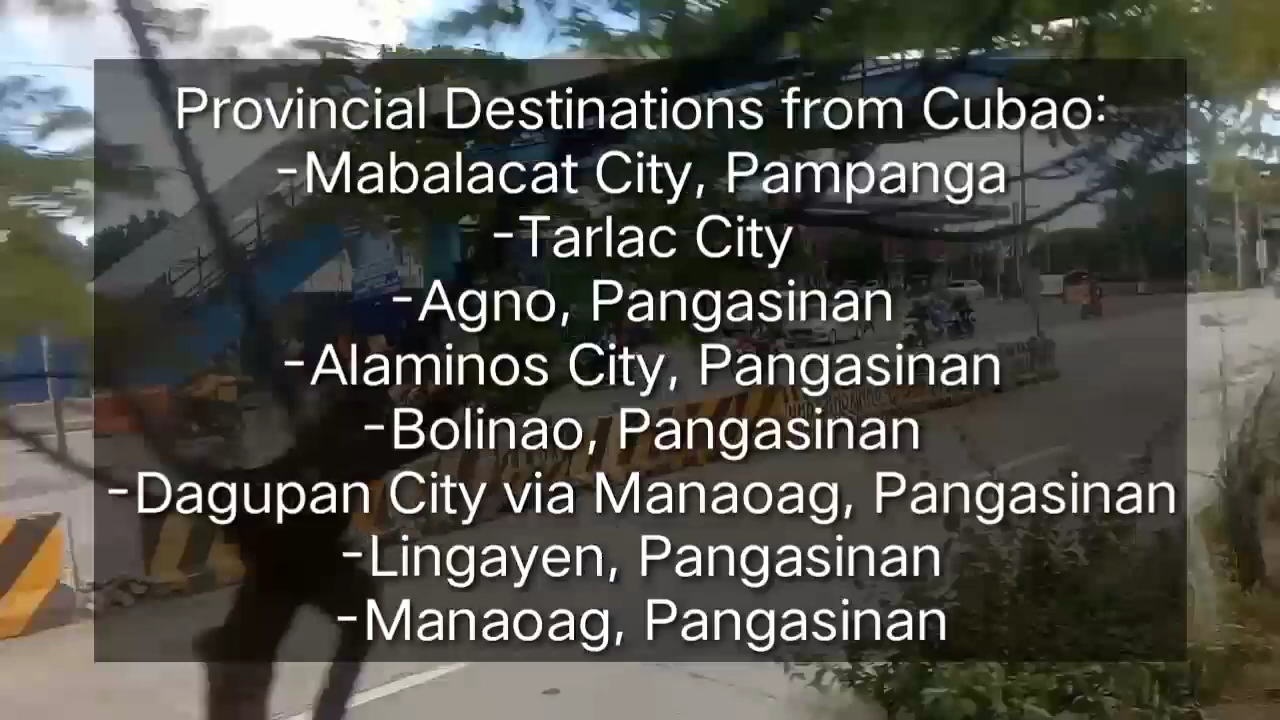 Provincial Destinations from Cubao:
-Mabalacat City, Pampanga
-Tarlac City
-Agno, Pangasinan
-Alaminos City, Pangasinan
-Bolinao, Pangasinan
-Dagupan City via Manaoag, Pangasinan
-Lingayen, Pangasinan
-Manaoag, Pangasinan